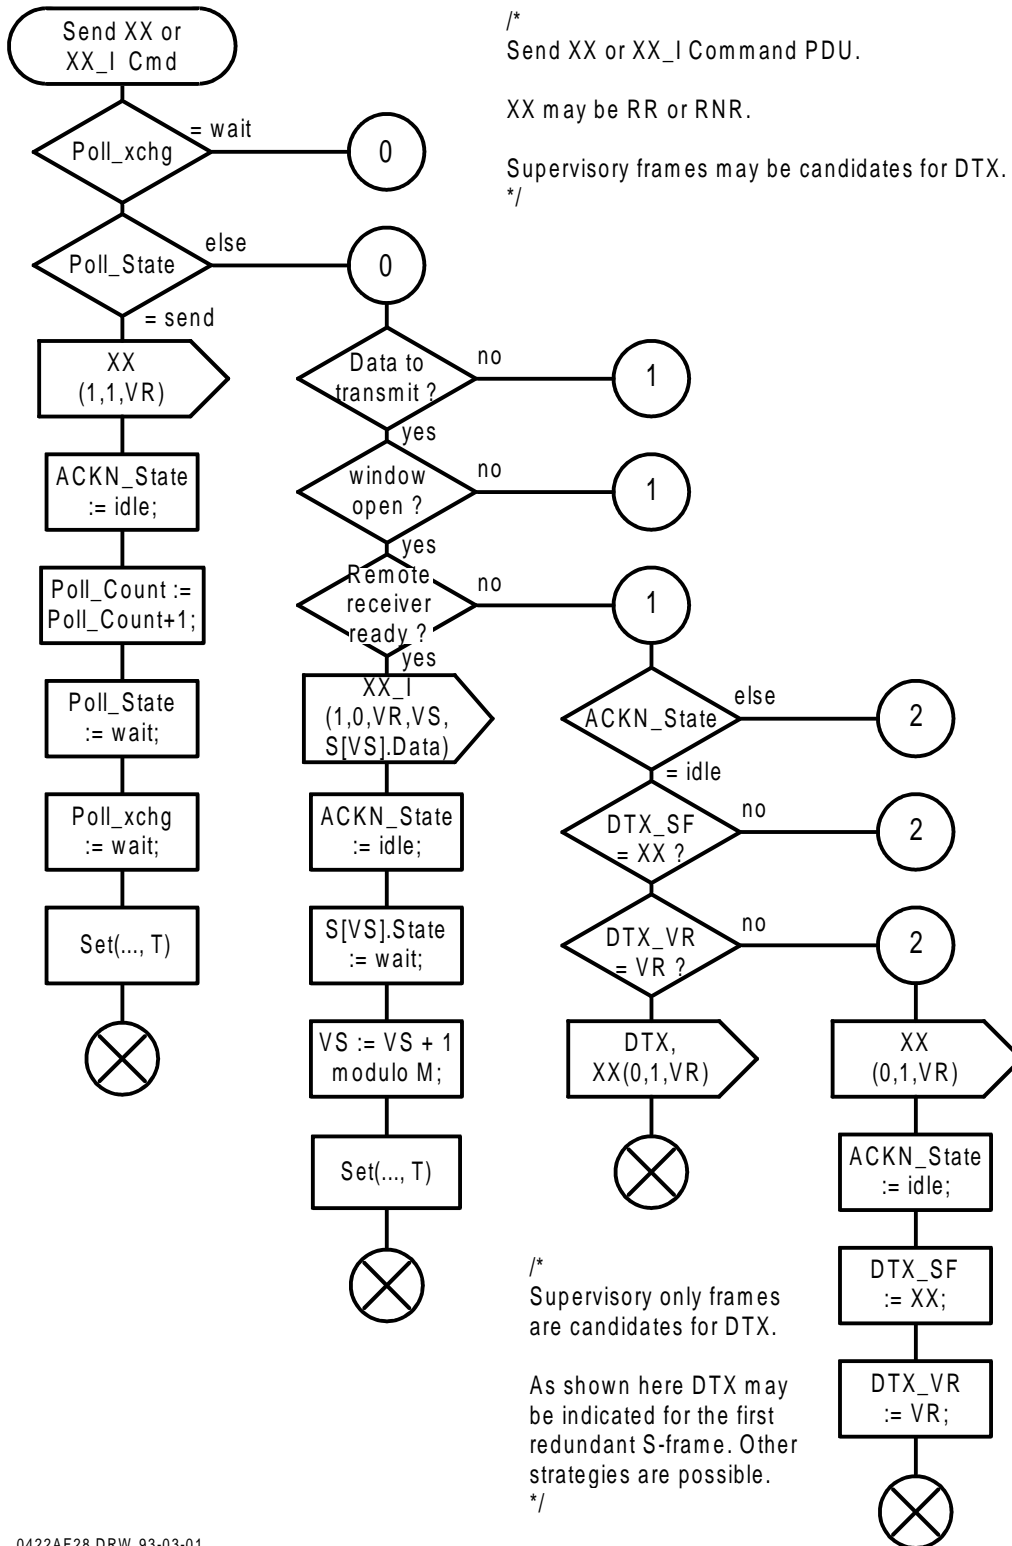 Send XX or
XX_I Cmd
/*
Send XX or XX_I Command PDU.
XX may be RR or RNR.
Supervisory frames may be candidates for DTX.
*/
Poll_xchg
= wait
0
Poll_State
else
0
= send
XX
(1,1,VR)
ACKN_State
:= idle;
Poll_Count :=
Poll_Count+1;
Poll_State
:= wait;
Poll_xchg
:= wait;
Set(..., T)
Data to
transmit ?
no
1
yes
window
open ?
no
1
yes
Remote
receiver
ready ?
no
1
yes
XX_I
(1,0,VR,VS,
S[VS].Data)
ACKN_State
:= idle;
S[VS].State
:= wait;
VS := VS + 1
modulo M;
Set(..., T)
ACKN_State
else
2
= idle
DTX_SF
= XX ?
no
2
DTX_VR
= VR ?
no
2
DTX,
XX(0,1,VR)
XX
(0,1,VR)
ACKN_State
:= idle;
DTX_SF
:= XX;
DTX_VR
:= VR;
/*
Supervisory only frames
are candidates for DTX.
As shown here DTX may
be indicated for the first
redundant S-frame. Other
strategies are possible.
*/
0422AE28.DRW 93-03-01